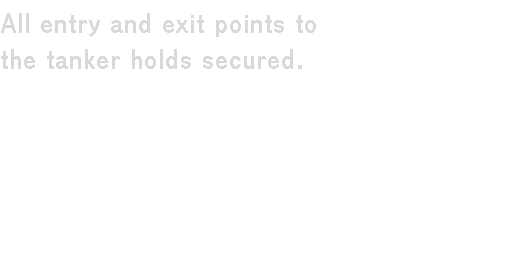 All entry and exit points to
the tanker holds secured.